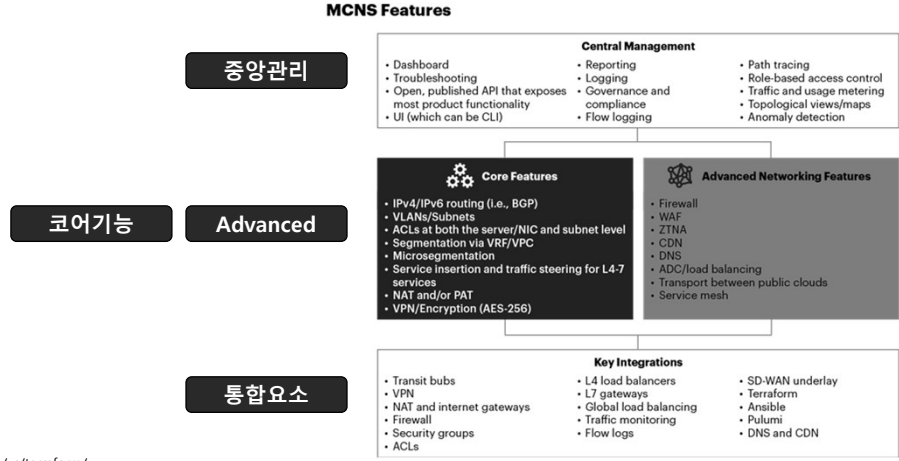 MCNS Features
중앙관리
Central Management
• Dashboard
• Troubleshooting
• Open, published API that exposes
most product functionality
• UI (which can be CLI)
• Reporting
• Logging
• Governance and
compliance
• Flow logging
• Path tracing
• Role-based access control
• Traffic and usage metering
• Topological views/maps
• Anomaly detection
코어기능
Advanced
Core Features
• IPv4/IPv6 routing (i.e., BGP)
• VLANs/Subnets
• ACLs at both the server/NIC and subnet level
• Segmentation via VRF/VPC
• Microsegmentation
• Service insertion and traffic steering for L4-7
services
• NAT and/or PAT
• VPN/Encryption (AES-256)
Advanced Networking Features
• Firewall
• WAF
• ZTNA
• CDN
• DNS
• ADC/load balancing
• Transport between public clouds
• Service mesh
통합요소
Key Integrations
• Transit bubs
• VPN
• NAT and internet gateways
• Firewall
• Security groups
• ACLs
• L4 load balancers
• L7 gateways
• Global load balancing
• Traffic monitoring
• Flow logs
• SD-WAN underlay
• Terraform
• Ansible
• Pulumi
• DNS and CDN